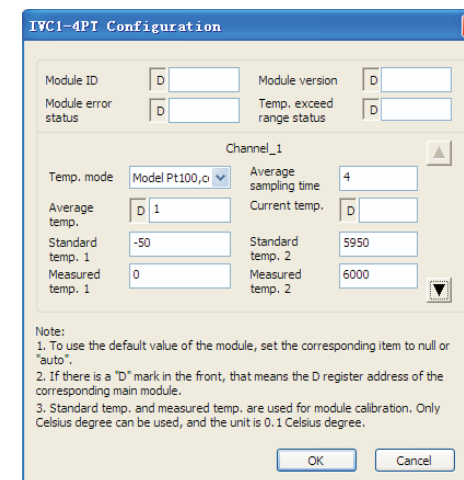 IVC1-4PT Configuration
Module ID D Module version D
Module error status D Temp. exceed range status D
Channel_1
Temp. mode Model Pt100, Average sampling time 4
Average temp. D 1 Current temp. D
Standard temp. 1 -50 Standard temp. 2 5950
Measured temp. 1 0 Measured temp. 2 6000
Note:
1. To use the default value of the module, set the corresponding item to null or
"auto".
2. If there is a "D" mark in the front, that means the D register address of the
corresponding main module.
3. Standard temp. and measured temp. are used for module calibration. Only
Celsius degree can be used, and the unit is 0.1 Celsius degree.
OK Cancel